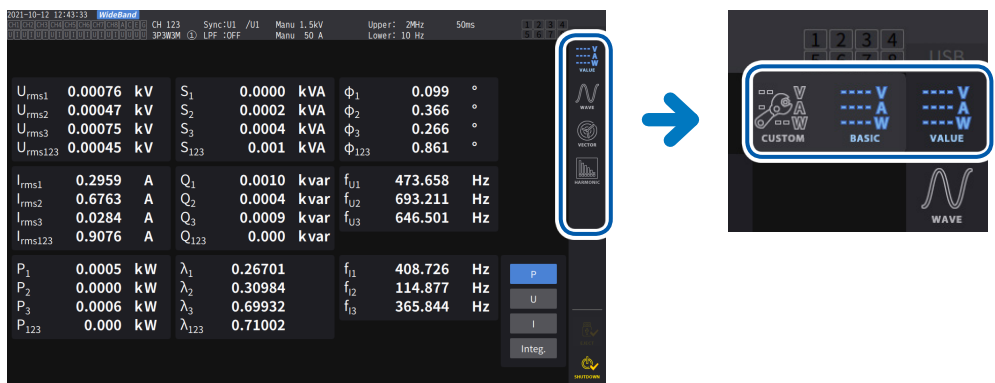 2021-10-12 12:43:33 WideBand
CH 123 Sync:U1 /U1 Manu 1.5kV Upper: 2MHz 50ms
3P3W3M ① LPF :OFF Manu 50 A Lower: 10 Hz
1 2 3 4
5 6 7 8
VALUE
WAVE
VECTOR
HARMONIC
Urms1 0.00076 kV S1 0.0000 kVA ϕ1 0.099 °
Urms2 0.00047 kV S2 0.0002 kVA ϕ2 0.366 °
Urms3 0.00075 kV S3 0.0004 kVA ϕ3 0.266 °
Urms123 0.00045 kV S123 0.001 kVA ϕ123 0.861 °
Irms1 0.2959 A Q1 0.0010 kvar fU1 473.658 Hz
Irms2 0.6763 A Q2 0.0004 kvar fU2 693.211 Hz
Irms3 0.0284 A Q3 0.0009 kvar fU3 646.501 Hz
Irms123 0.9076 A Q123 0.000 kvar
P1 0.0005 kW λ1 0.26701 fI1 408.726 Hz
P2 0.0000 kW λ2 0.30984 fI2 114.877 Hz
P3 0.0006 kW λ3 0.69932 fI3 365.844 Hz
P123 0.000 kW λ123 0.71002
P
U
I
Integ.
SHUTDOWN
1 2 3 4
USB
V V V
A A A
W W W
CUSTOM BASIC VALUE
WAVE